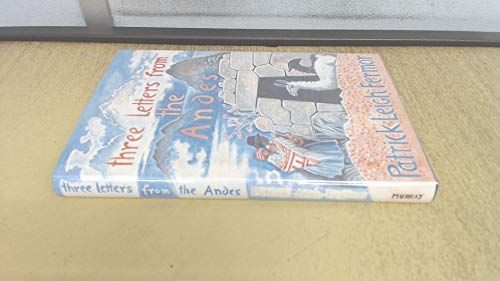 three letters from
the
Andes
Patrick Leigh Fermor
three letters from the Andes
MURRAY